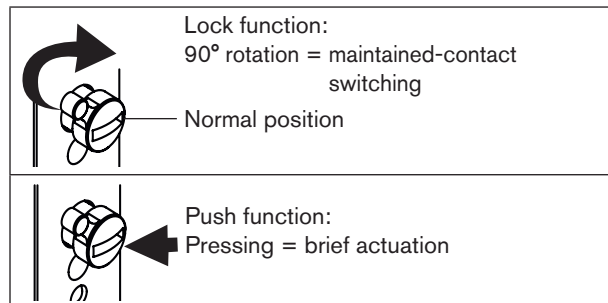 Lock function:
90° rotation = maintained-contact
switching
Normal position
Push function:
Pressing = brief actuation